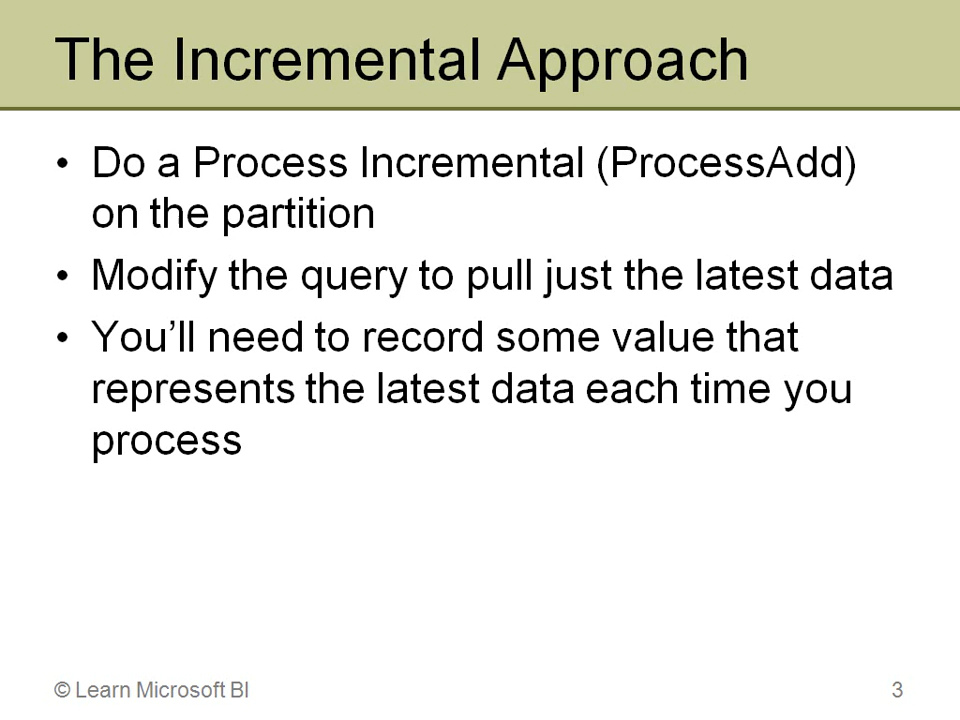 The Incremental Approach
• Do a Process Incremental (ProcessAdd)
on the partition
• Modify the query to pull just the latest data
• You’ll need to record some value that
represents the latest data each time you
process
© Learn Microsoft BI
3